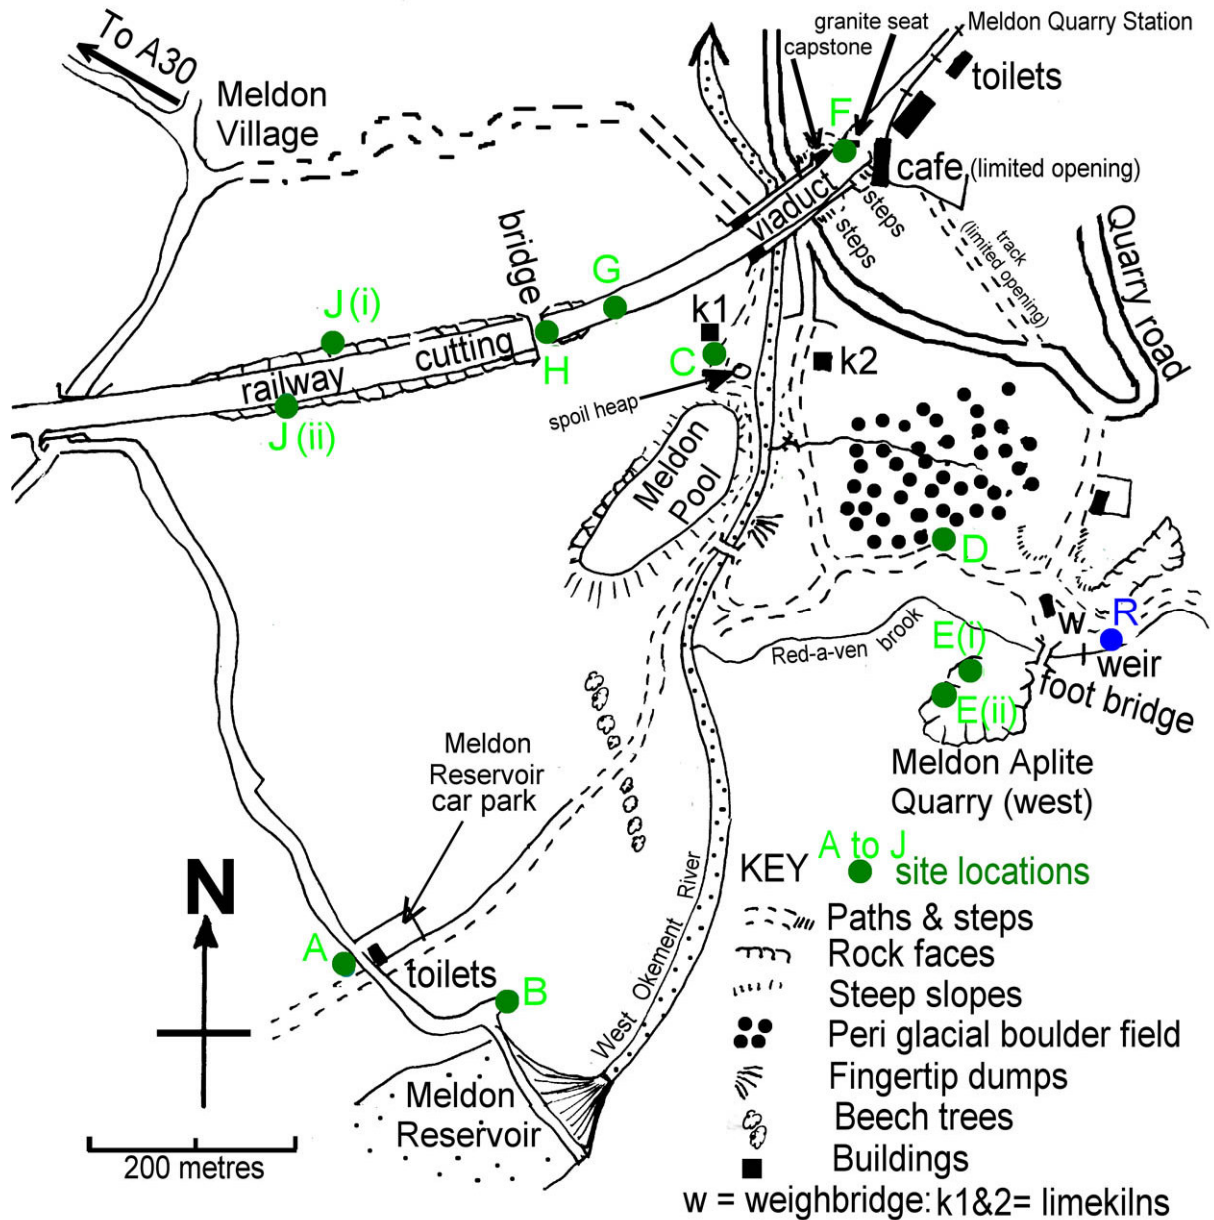 granite seat
capstone
Meldon Quarry Station
To A30
Meldon
Village
toilets
F
cafe (limited opening)
viaduct
steps
steps
track
(limited opening)
Quarry road
bridge
G
J (i)
H
cutting
railway
J (ii)
k1
C
k2
spoil heap
Meldon
Pool
D
R
w
weir
Red-a-ven brook
E(i)
E(ii)
foot bridge
Meldon Aplite
Quarry (west)
Meldon
Reservoir
car park
N
A
toilets
B
West Okement River
Meldon
Reservoir
200 metres
KEY
A to J
site locations
Paths & steps
Rock faces
Steep slopes
Peri glacial boulder field
Fingertip dumps
Beech trees
Buildings
w = weighbridge: k1&2= limekilns